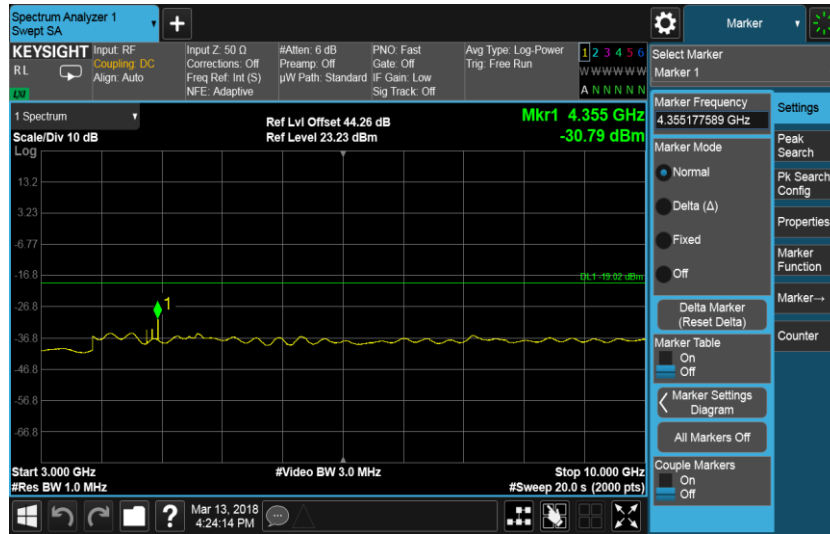 Spectrum Analyzer 1
Swept SA
+
Marker
KEYSIGHT
RL
LXI
Input: RF
Coupling: DC
Align: Auto
Input Z: 50 Ω
Corrections: Off
Freq Ref: Int (S)
NFE: Adaptive
#Atten: 6 dB
Preamp: Off
µW Path: Standard
PNO: Fast
Gate: Off
IF Gain: Low
Sig Track: Off
Avg Type: Log-Power
Trig: Free Run
1 2 3 4 5 6
W W W W W W
A N N N N N
Select Marker
Marker 1
1 Spectrum
Scale/Div 10 dB
Log
Ref Lvl Offset 44.26 dB
Ref Level 23.23 dBm
Mkr1 4.355 GHz
-30.79 dBm
13.2
3.23
-6.77
-16.8
-26.8
-36.8
-46.8
-56.8
-66.8
DL1 -19.02 dBm
1
Start 3.000 GHz
#Res BW 1.0 MHz
#Video BW 3.0 MHz
Stop 10.000 GHz
#Sweep 20.0 s (2000 pts)
Marker Frequency
4.355177589 GHz
Marker Mode
Normal
Delta (Δ)
Fixed
Off
Delta Marker
(Reset Delta)
Marker Table
On
Off
Marker Settings
Diagram
All Markers Off
Couple Markers
On
Off
Settings
Peak
Search
Pk Search
Config
Properties
Marker
Function
Marker→
Counter
?
Mar 13, 2018
4:24:14 PM